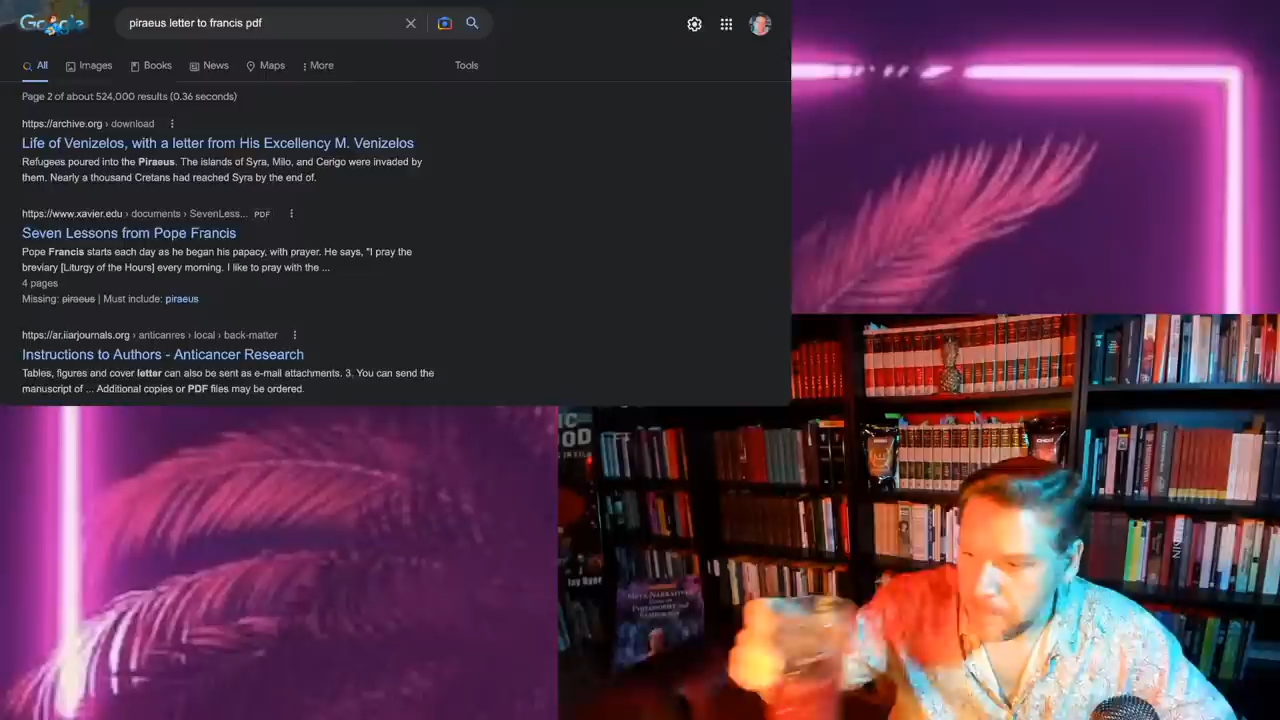 Google
piraeus letter to francis pdf
All
Images
Books
News
Maps
More
Tools
Page 2 of about 524,000 results (0.36 seconds)
https://archive.org › download
Life of Venizelos, with a letter from His Excellency M. Venizelos
Refugees poured into the Piraeus. The islands of Syra, Milo, and Cerigo were invaded by
them. Nearly a thousand Cretans had reached Syra by the end of.
https://www.xavier.edu › documents › SevenLess... PDF
Seven Lessons from Pope Francis
Pope Francis starts each day as he began his papacy, with prayer. He says, "I pray the
breviary [Liturgy of the Hours] every morning. I like to pray with the ...
4 pages
Missing: piraeus | Must include: piraeus
https://ar.iiarjournals.org › anticanres › local › back-matter
Instructions to Authors - Anticancer Research
Tables, figures and cover letter can also be sent as e-mail attachments. 3. You can send the
manuscript of ... Additional copies or PDF files may be ordered.
Jay Dyer